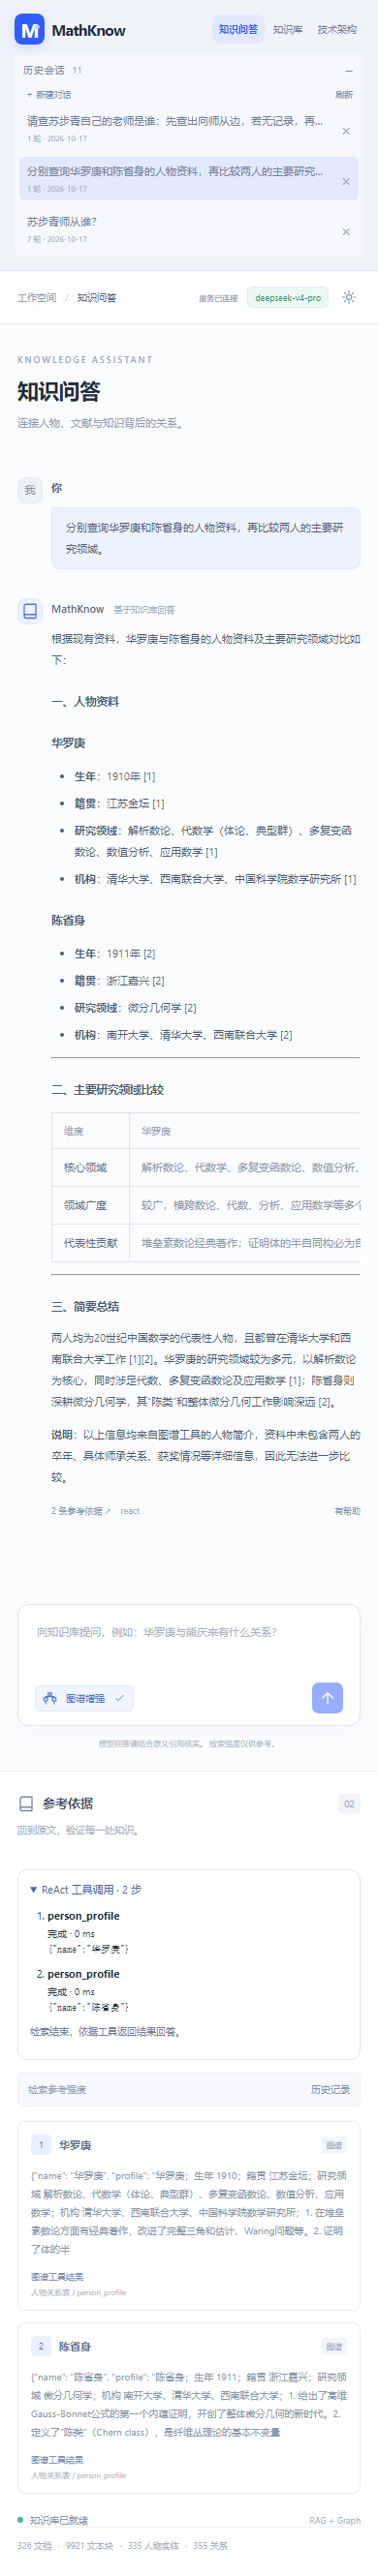 M MathKnow 知识问答 知识库 技术架构
历史会话 11 −
+ 新建对话 刷新
请查苏步青自己的老师是谁：先查出向师从边，若无记录，再... ×
1 轮 · 2026-10-17
分别查询华罗庚和陈省身的人物资料，再比较两人的主要研究... ×
1 轮 · 2026-10-17
苏步青师从谁？ ×
7 轮 · 2026-10-17
工作空间 / 知识问答 服务已连接 deepseek-v4-pro
KNOWLEDGE ASSISTANT
知识问答
连接人物、文献与知识背后的关系。
我 你
分别查询华罗庚和陈省身的人物资料，再比较两人的主要研
究领域。
MathKnow 基于知识库回答
根据现有资料，华罗庚与陈省身的人物资料及主要研究领域对比如
下：
一、人物资料
华罗庚
• 生年：1910年 [1]
• 籍贯：江苏金坛 [1]
• 研究领域：解析数论、代数学（体论、典型群）、多复变函
数论、数值分析、应用数学 [1]
• 机构：清华大学、西南联合大学、中国科学院数学研究所 [1]
陈省身
• 生年：1911年 [2]
• 籍贯：浙江嘉兴 [2]
• 研究领域：微分几何学 [2]
• 机构：南开大学、清华大学、西南联合大学 [2]
二、主要研究领域比较
维度 华罗庚
核心领域 解析数论、代数学、多复变函数论、数值分析、
领域广度 较广，横跨数论、代数、分析、应用数学等多个
代表性贡献 堆垒素数论经典著作；证明体的半自同构必为自
三、简要总结
两人均为20世纪中国数学的代表性人物，且都曾在清华大学和西
南联合大学工作 [1][2]。华罗庚的研究领域较为多元，以解析数论
为核心，同时涉足代数、多复变函数论及应用数学 [1]；陈省身则
深耕微分几何学，其“陈类”和整体微分几何工作影响深远 [2]。
说明：以上信息均来自图谱工具的人物简介，资料中未包含两人的
卒年、具体师承关系、获奖情况等详细信息，因此无法进一步比
较。
2 条参考依据 ↗ react 有帮助
向知识库提问，例如：华罗庚与熊庆来有什么关系？
图谱增强 ✓
模型回答请结合原文引用核实。 检索强度仅供参考。
参考依据 02
回到原文，验证每一处知识。
▼ ReAct 工具调用 · 2 步
1. person_profile
完成 · 0 ms
{"name":"华罗庚"}
2. person_profile
完成 · 0 ms
{"name":"陈省身"}
检索结束，依据工具返回结果回答。
检索参考强度 历史记录
1 华罗庚 图谱
{"name": "华罗庚", "profile": "华罗庚；生年 1910；籍贯 江苏金坛；研究领
域 解析数论、代数学（体论、典型群）、多复变函数论、数值分析、应用
数学；机构 清华大学、西南联合大学、中国科学院数学研究所；1. 在堆垒
素数论方面有经典著作，改进了完整三角和估计、Waring问题等。2. 证明
了体的半
图谱工具结果
人物关系表 / person_profile
2 陈省身 图谱
{"name": "陈省身", "profile": "陈省身；生年 1911；籍贯 浙江嘉兴；研究领
域 微分几何学；机构 南开大学、清华大学、西南联合大学；1. 给出了高维
Gauss-Bonnet公式的第一个内蕴证明，开创了整体微分几何的新时代。2.
定义了“陈类”（Chern class），是纤维丛理论的基本不变量
图谱工具结果
人物关系表 / person_profile
知识库已就绪 RAG + Graph
326 文档 · 9921 文本块 · 335 人物实体 · 355 关系